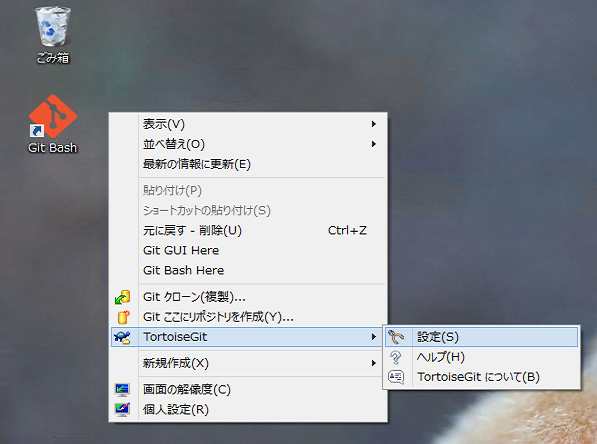 ごみ箱
Git Bash
表示(V)
並べ替え(O)
最新の情報に更新(E)
貼り付け(P)
ショートカットの貼り付け(S)
元に戻す - 削除(U) Ctrl+Z
Git GUI Here
Git Bash Here
Git クローン(複製)...
Git ここにリポジトリを作成(Y)...
TortoiseGit
新規作成(X)
画面の解像度(C)
個人設定(R)
設定(S)
ヘルプ(H)
TortoiseGit について(B)